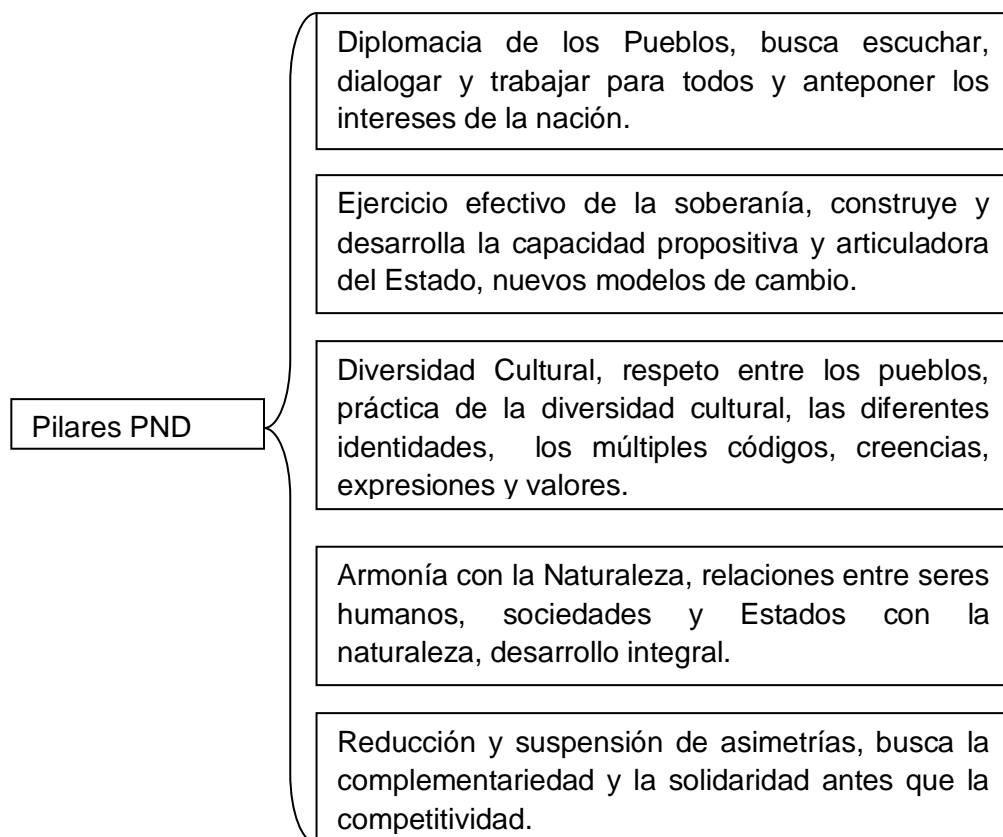 Diplomacia de los Pueblos, busca escuchar,
dialogar y trabajar para todos y anteponer los
intereses de la nación.
Ejercicio efectivo de la soberanía, construye y
desarrolla la capacidad propositiva y articuladora
del Estado, nuevos modelos de cambio.
Pilares PND
Diversidad Cultural, respeto entre los pueblos,
práctica de la diversidad cultural, las diferentes
identidades, los múltiples códigos, creencias,
expresiones y valores.
Armonía con la Naturaleza, relaciones entre seres
humanos, sociedades y Estados con la
naturaleza, desarrollo integral.
Reducción y suspensión de asimetrías, busca la
complementariedad y la solidaridad antes que la
competitividad.